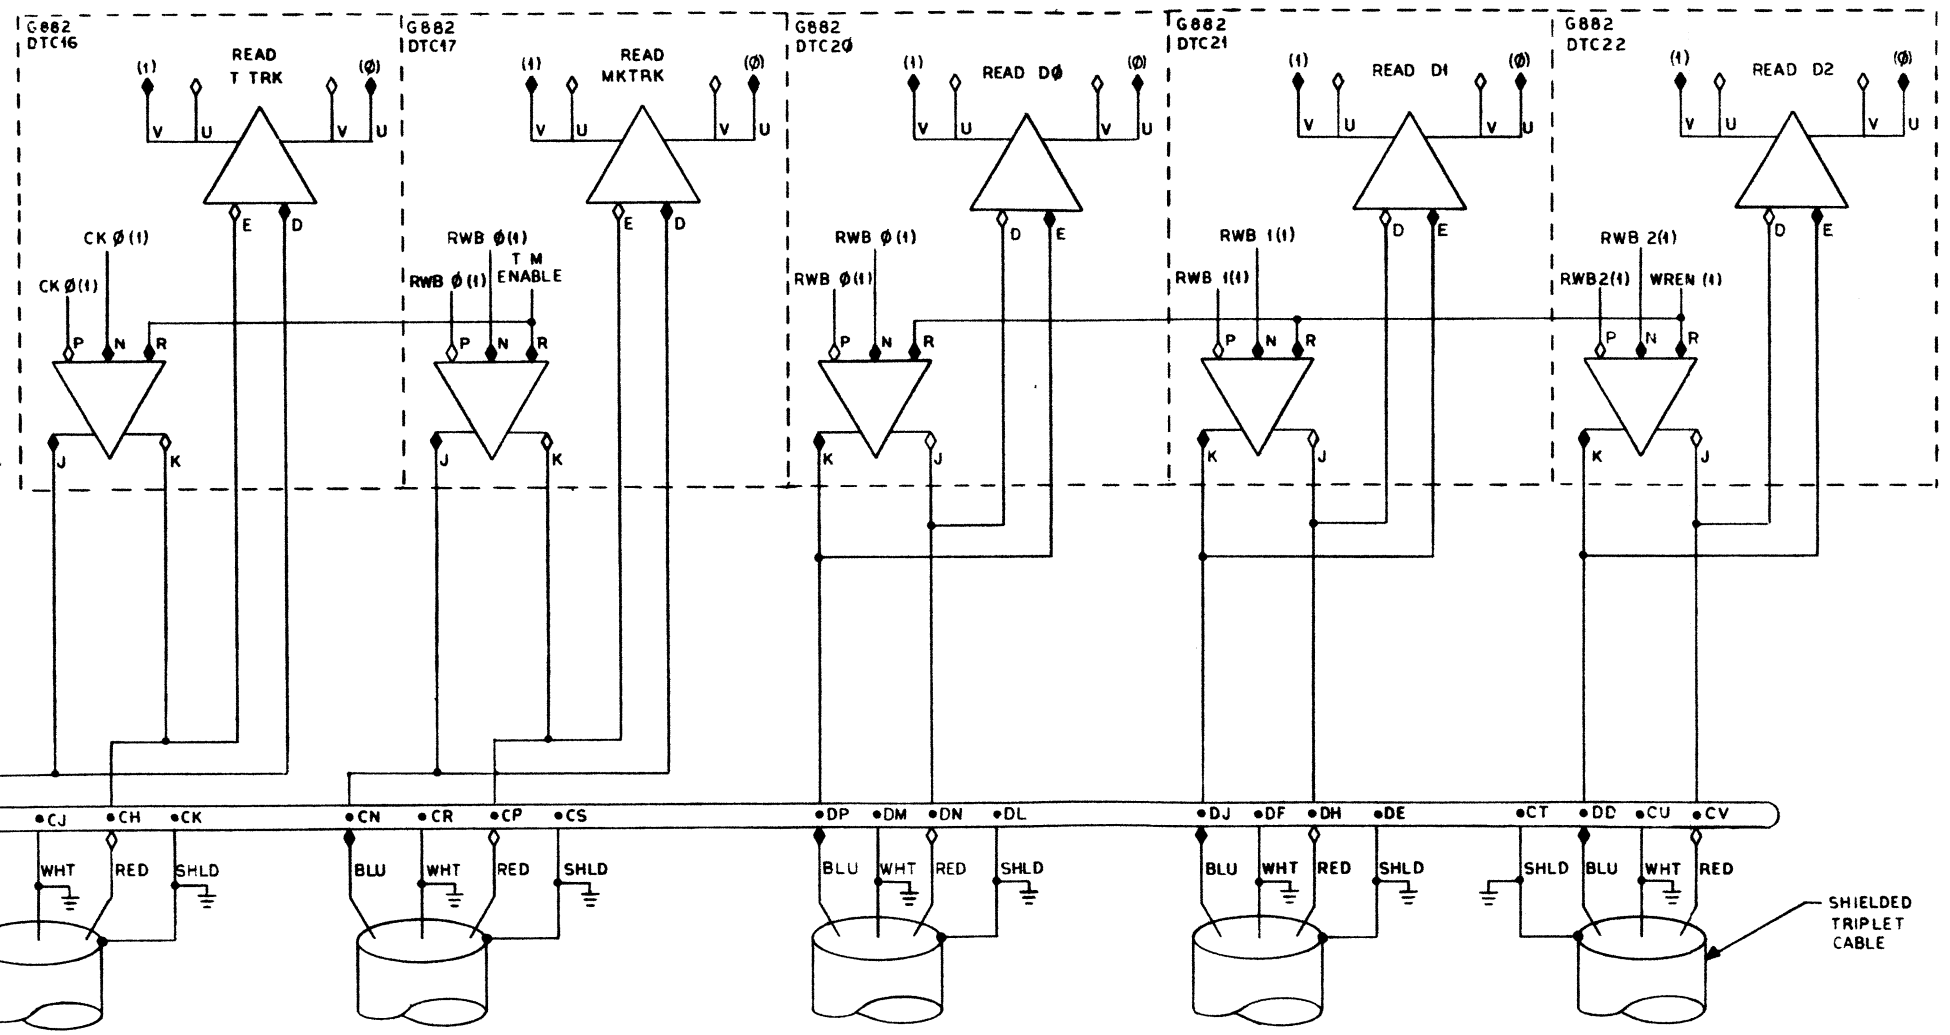 G882
DTC16
READ
T TRK
(1)
(Ø)
V
U
V
U
E
D
CK Ø(1)
CK Ø(1)
P
N
R
J
K
G882
DTC17
READ
MKTRK
(1)
(Ø)
V
U
V
U
E
D
RWB Ø(1)
T M
RWB Ø(1)
ENABLE
P
N
R
J
K
G882
DTC2Ø
READ DØ
(1)
(Ø)
V
U
V
U
D
E
RWB Ø(1)
RWB Ø(1)
P
N
R
K
J
G882
DTC21
READ D1
(1)
(Ø)
V
U
V
U
D
E
RWB 1(1)
RWB 1(1)
P
N
R
K
J
G882
DTC22
READ D2
(1)
(Ø)
V
U
V
U
D
E
RWB 2(1)
RWB2(1)
WREN (1)
P
N
R
K
J
CJ
CH
CK
CN
CR
CP
CS
DP
DM
DN
DL
DJ
DF
DH
DE
CT
DD
CU
CV
WHT
RED
SHLD
BLU
WHT
RED
SHLD
BLU
WHT
RED
SHLD
BLU
WHT
RED
SHLD
SHLD
BLU
WHT
RED
SHIELDED
TRIPLET
CABLE